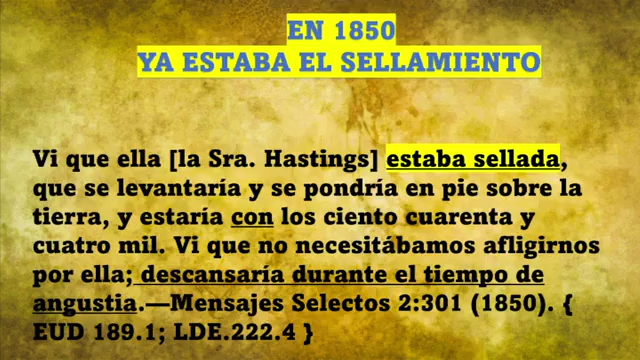 EN 1850
YA ESTABA EL SELLAMIENTO
Vi que ella [la Sra. Hastings] estaba sellada,
que se levantaría y se pondría en pie sobre la
tierra, y estaría con los ciento cuarenta y
cuatro mil. Vi que no necesitábamos afligirnos
por ella; descansaría durante el tiempo de
angustia.—Mensajes Selectos 2:301 (1850). {
EUD 189.1; LDE.222.4 }